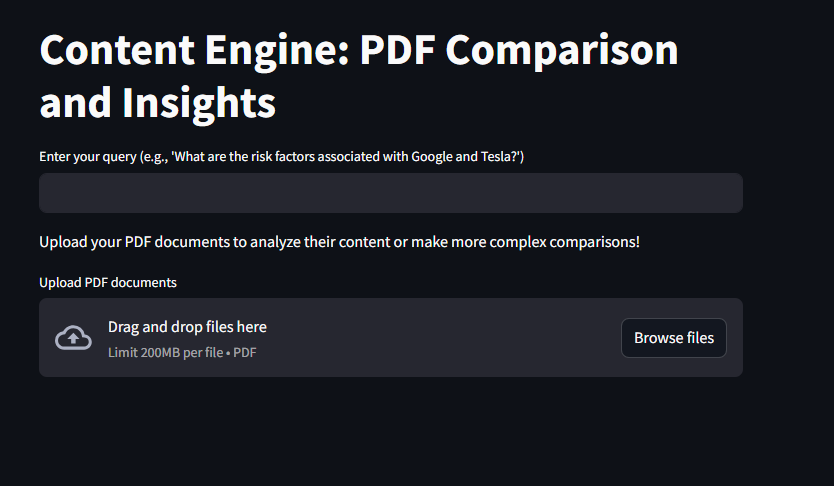 Content Engine: PDF Comparison
and Insights
Enter your query (e.g., 'What are the risk factors associated with Google and Tesla?')
Upload your PDF documents to analyze their content or make more complex comparisons!
Upload PDF documents
Drag and drop files here
Limit 200MB per file • PDF
Browse files